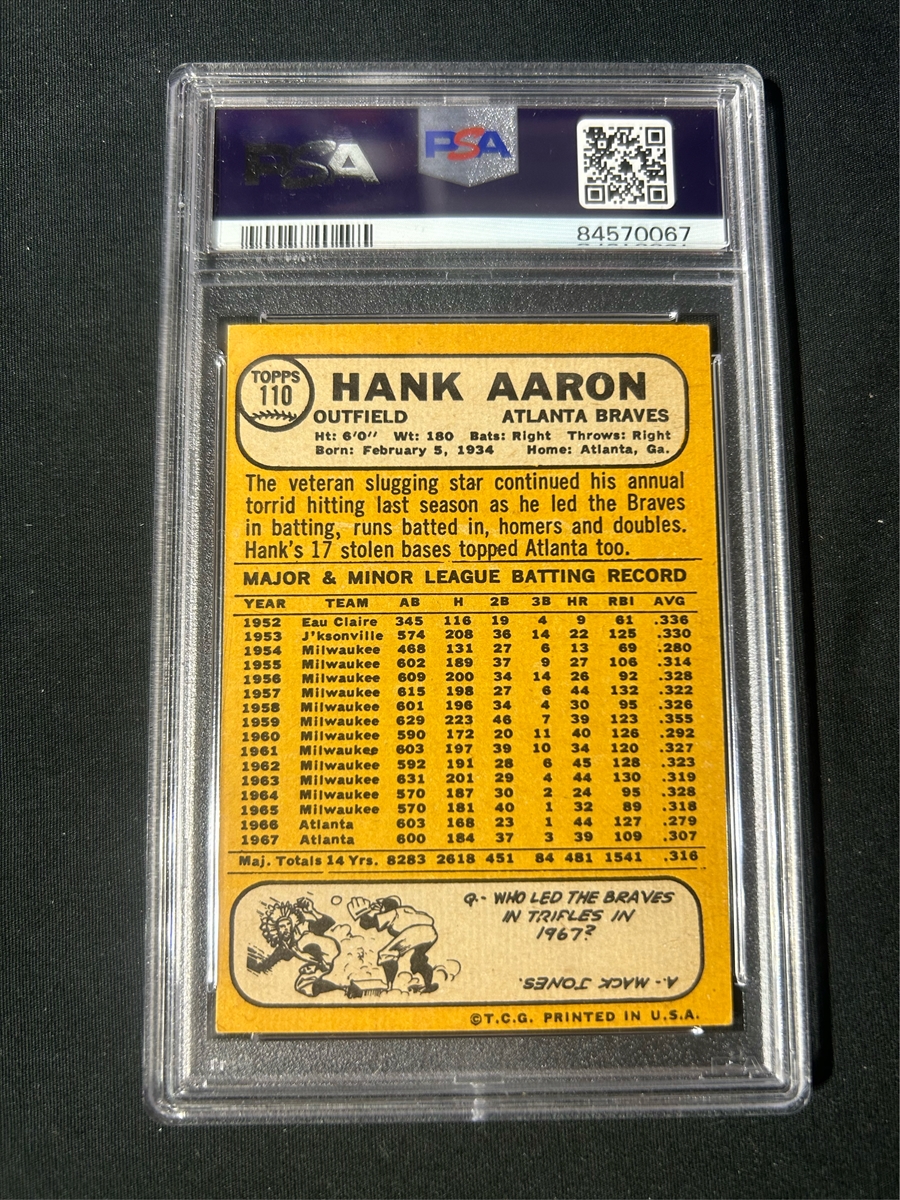 PSA PSA
84570067
TOPPS
110
HANK AARON
OUTFIELD ATLANTA BRAVES
Ht: 6'0" Wt: 180 Bats: Right Throws: Right
Born: February 5, 1934 Home: Atlanta, Ga.
The veteran slugging star continued his annual
torrid hitting last season as he led the Braves
in batting, runs batted in, homers and doubles.
Hank's 17 stolen bases topped Atlanta too.
MAJOR & MINOR LEAGUE BATTING RECORD
YEAR TEAM AB H 2B 3B HR RBI AVG
1952 Eau Claire 345 116 19 4 9 61 .336
1953 J'ksonville 574 208 36 14 22 125 .330
1954 Milwaukee 468 131 27 6 13 69 .280
1955 Milwaukee 602 189 37 9 27 106 .314
1956 Milwaukee 609 200 34 14 26 92 .328
1957 Milwaukee 615 198 27 6 44 132 .322
1958 Milwaukee 601 196 34 4 30 95 .326
1959 Milwaukee 629 223 46 7 39 123 .355
1960 Milwaukee 590 172 20 11 40 126 .292
1961 Milwaukee 603 197 39 10 34 120 .327
1962 Milwaukee 592 191 28 6 45 128 .323
1963 Milwaukee 631 201 29 4 44 130 .319
1964 Milwaukee 570 187 30 2 24 95 .328
1965 Milwaukee 570 181 40 1 32 89 .318
1966 Atlanta 603 168 23 1 44 127 .279
1967 Atlanta 600 184 37 3 39 109 .307
Maj. Totals 14 Yrs. 8283 2618 451 84 481 1541 .316
Q.- WHO LED THE BRAVES
IN TRIPLES IN
1967?
A.- MACK JONES.
©T.C.G. PRINTED IN U.S.A.